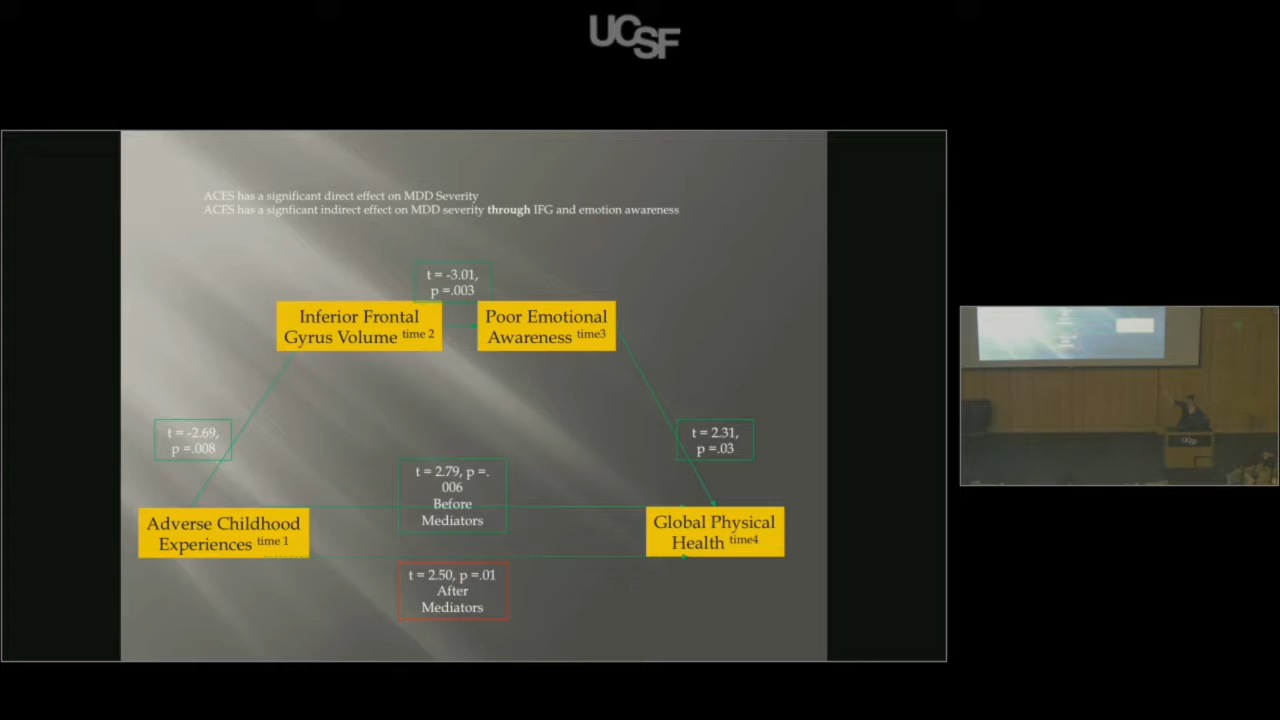 UCSF
ACES has a significant direct effect on MDD Severity
ACES has a signficant indirect effect on MDD severity through IFG and emotion awareness
t = -3.01,
p =.003
Inferior Frontal
Gyrus Volume time 2
Poor Emotional
Awareness time3
t = -2.69,
p =.008
t = 2.31,
p =.03
t = 2.79, p =.
006
Before
Mediators
Adverse Childhood
Experiences time 1
Global Physical
Health time4
t = 2.50, p =.01
After
Mediators
UCSF